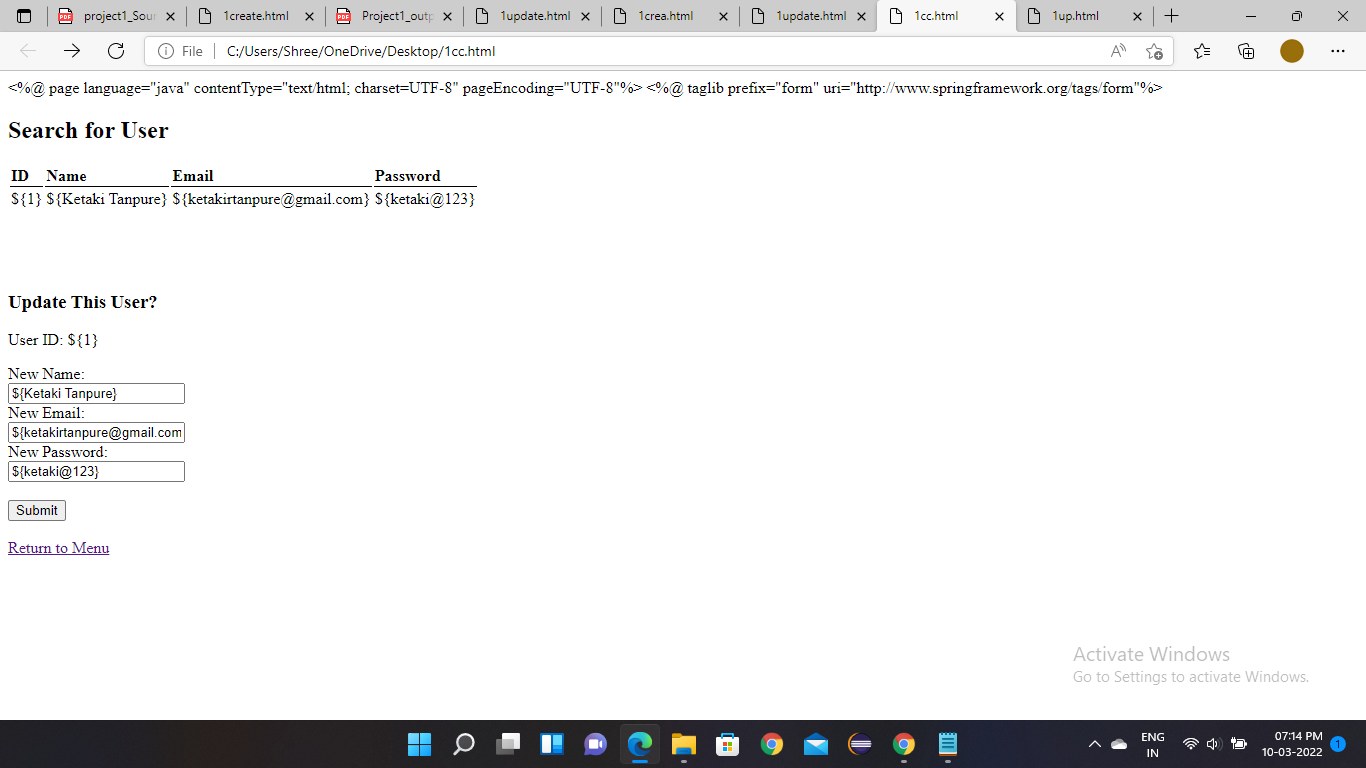 project1_Sour
1create.html
Project1_outp
1update.html
1crea.html
1update.html
1cc.html
1up.html
File
C:/Users/Shree/OneDrive/Desktop/1cc.html
<%@ page language="java" contentType="text/html; charset=UTF-8" pageEncoding="UTF-8"%> <%@ taglib prefix="form" uri="http://www.springframework.org/tags/form"%>
Search for User
ID Name Email Password
${1} ${Ketaki Tanpure} ${ketakirtanpure@gmail.com} ${ketaki@123}
Update This User?
User ID: ${1}
New Name:
${Ketaki Tanpure}
New Email:
${ketakirtanpure@gmail.com
New Password:
${ketaki@123}
Submit
Return to Menu
Activate Windows
Go to Settings to activate Windows.
ENG
IN
07:14 PM
10-03-2022
1